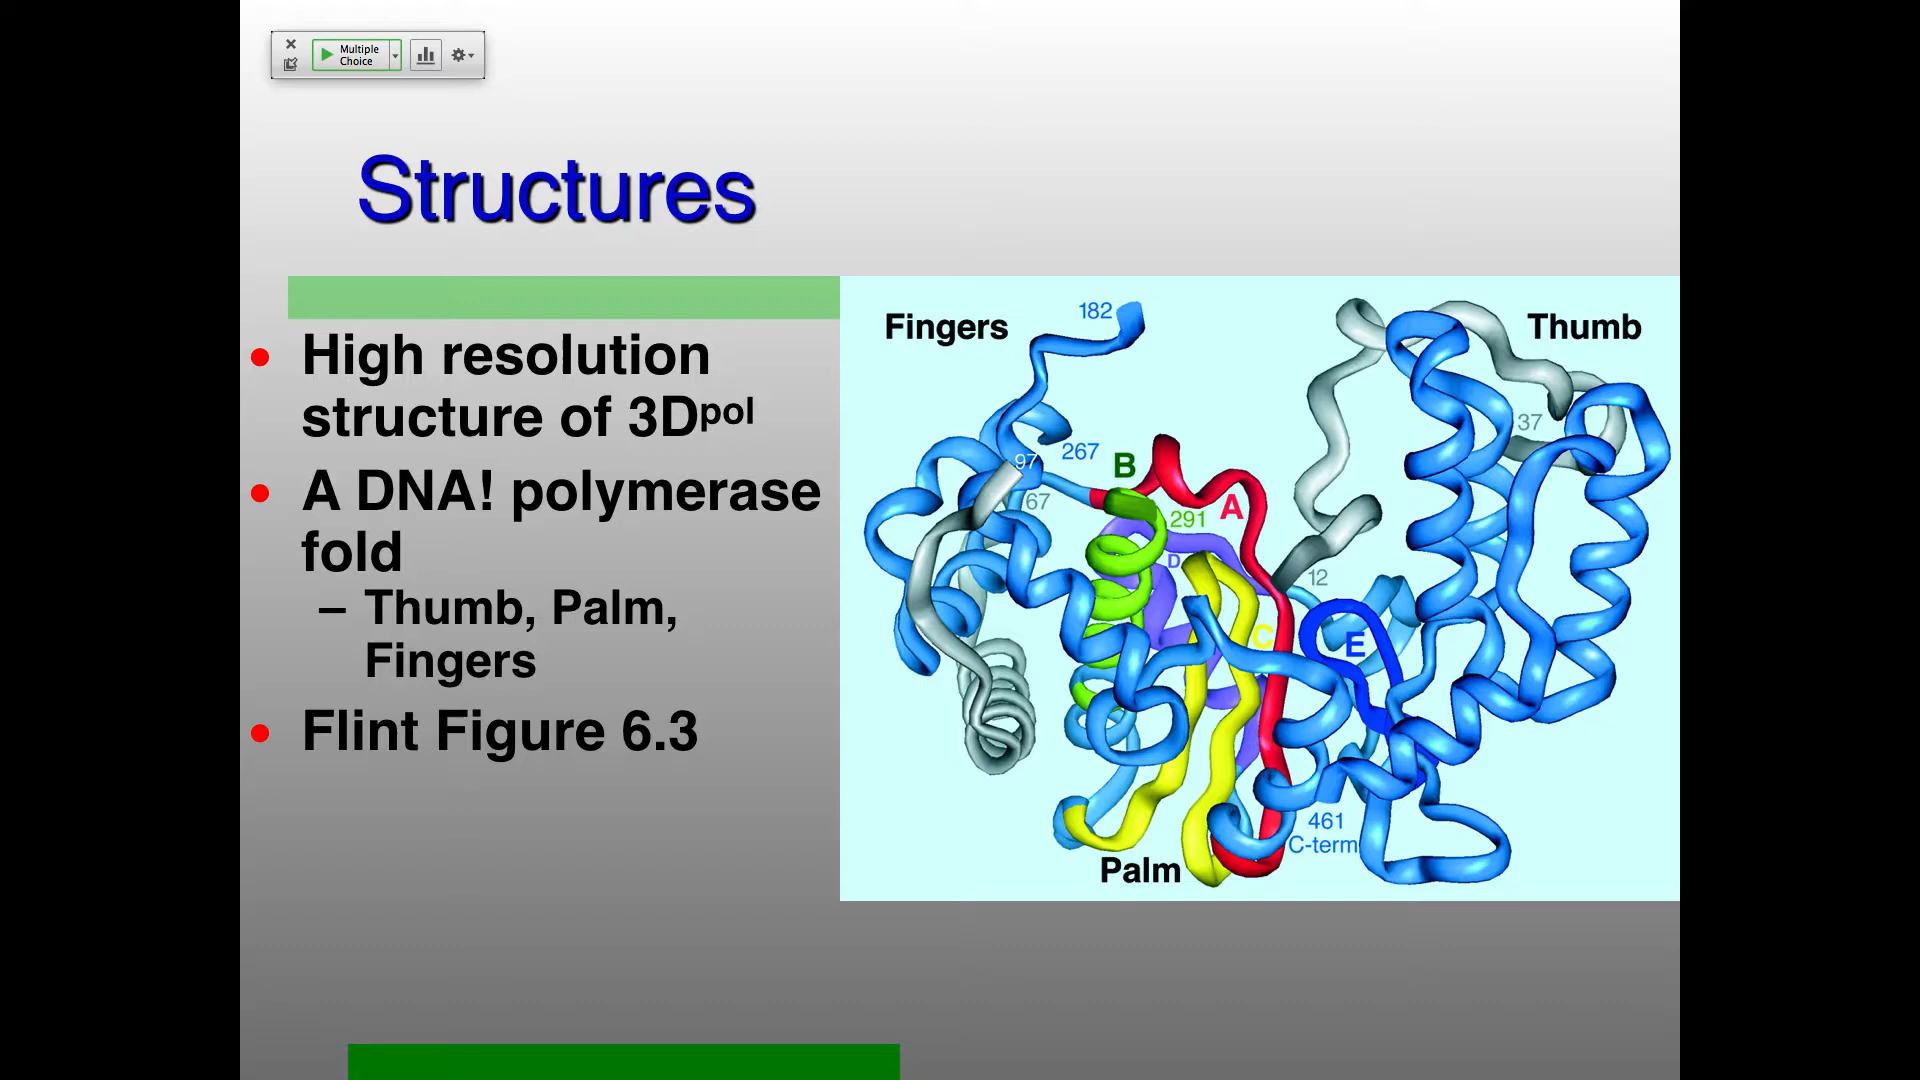 Multiple
Choice
Structures
• High resolution
structure of 3Dpol
• A DNA! polymerase
fold
– Thumb, Palm,
Fingers
• Flint Figure 6.3
Fingers
182
Thumb
37
97
267
B
67
A
291
D
12
C
E
461
C-term
Palm